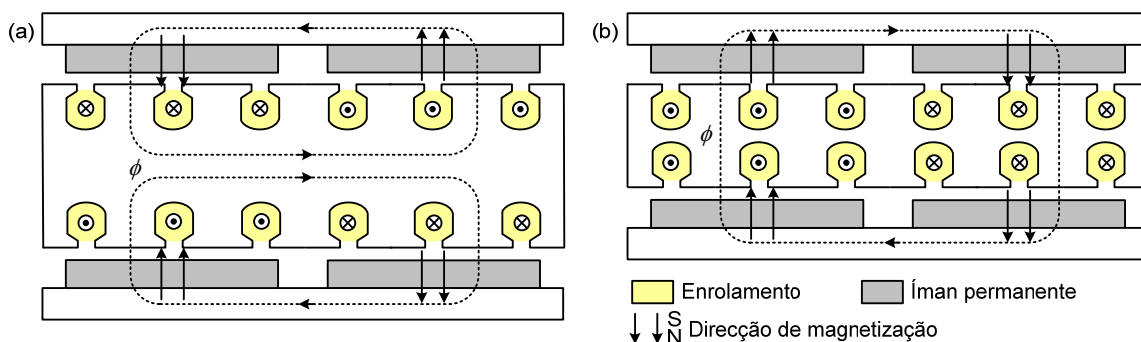 (a)
(b)
ϕ
ϕ
Enrolamento
Íman permanente
S
N
Direcção de magnetização